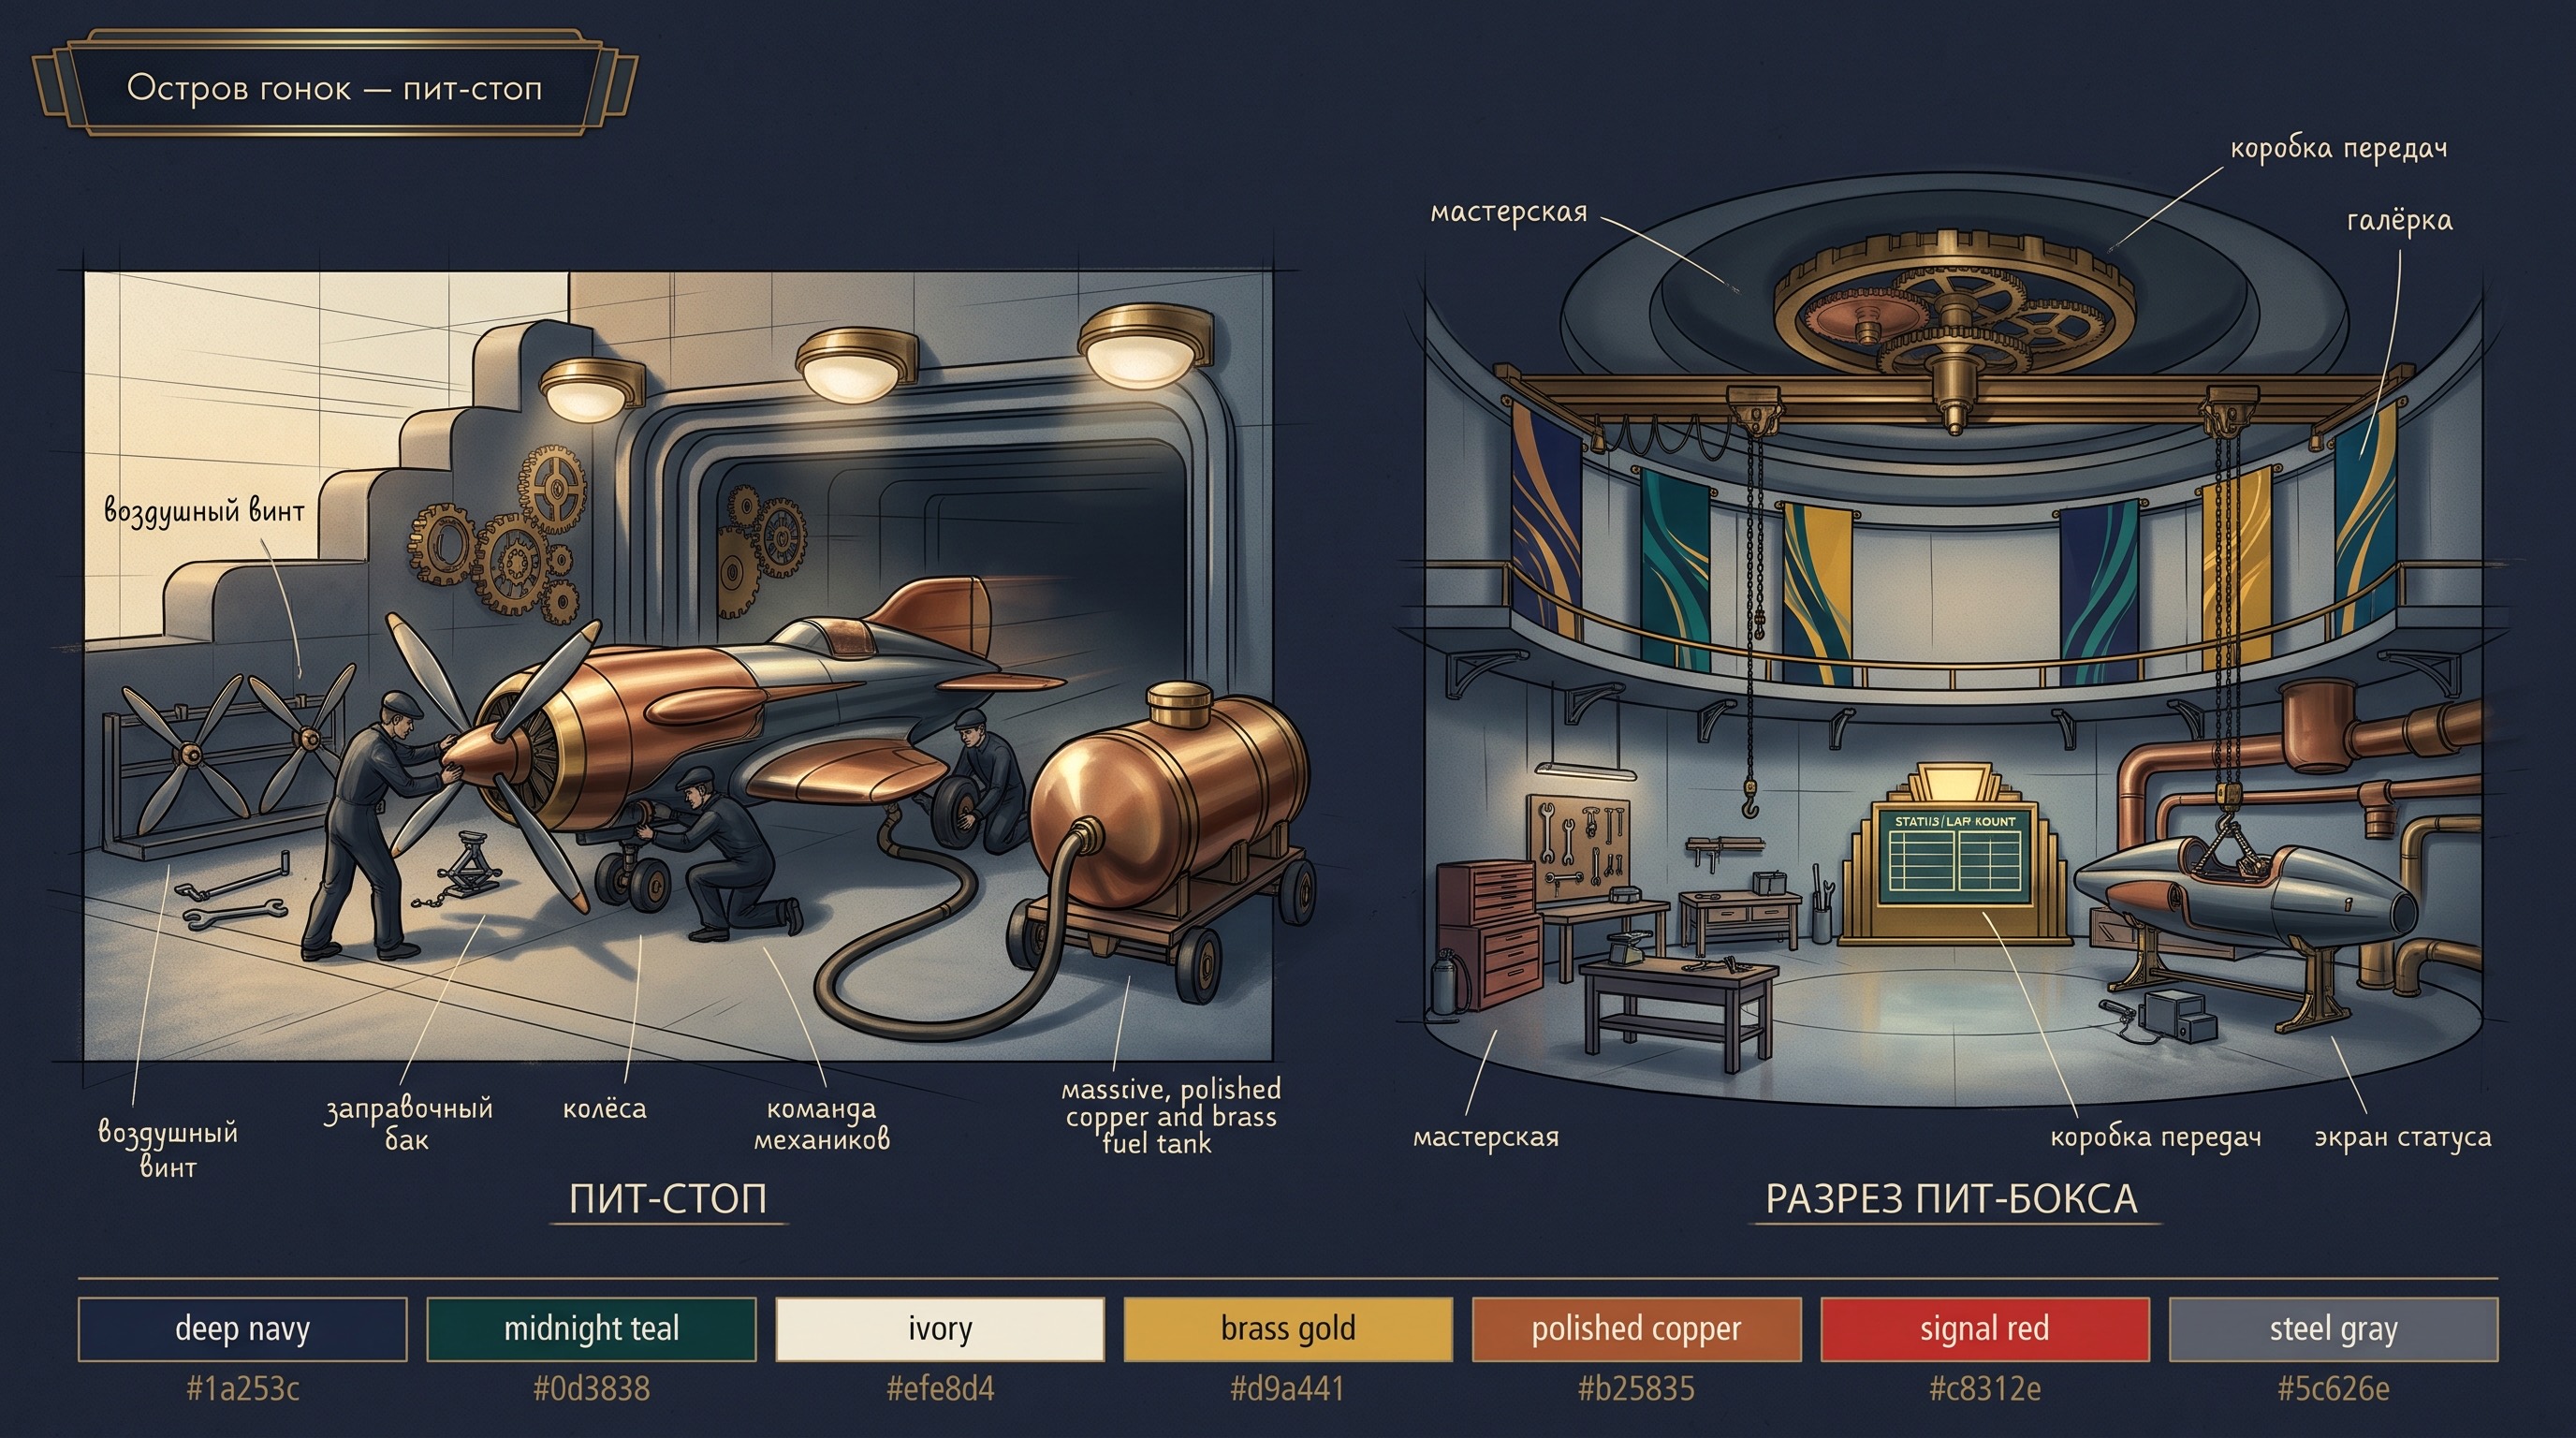 Остров гонок — пит-стоп
воздушный винт
воздушный
винт
заправочный
бак
колёса
команда
механиков
massive, polished
copper and brass
fuel tank
ПИТ-СТОП
мастерская
коробка передач
галёрка
STATIIS/LAP KOUNT
мастерская
коробка передач
экран статуса
РАЗРЕЗ ПИТ-БОКСА
deep navy
midnight teal
ivory
brass gold
polished copper
signal red
steel gray
#1a253c
#0d3838
#efe8d4
#d9a441
#b25835
#c8312e
#5c626e